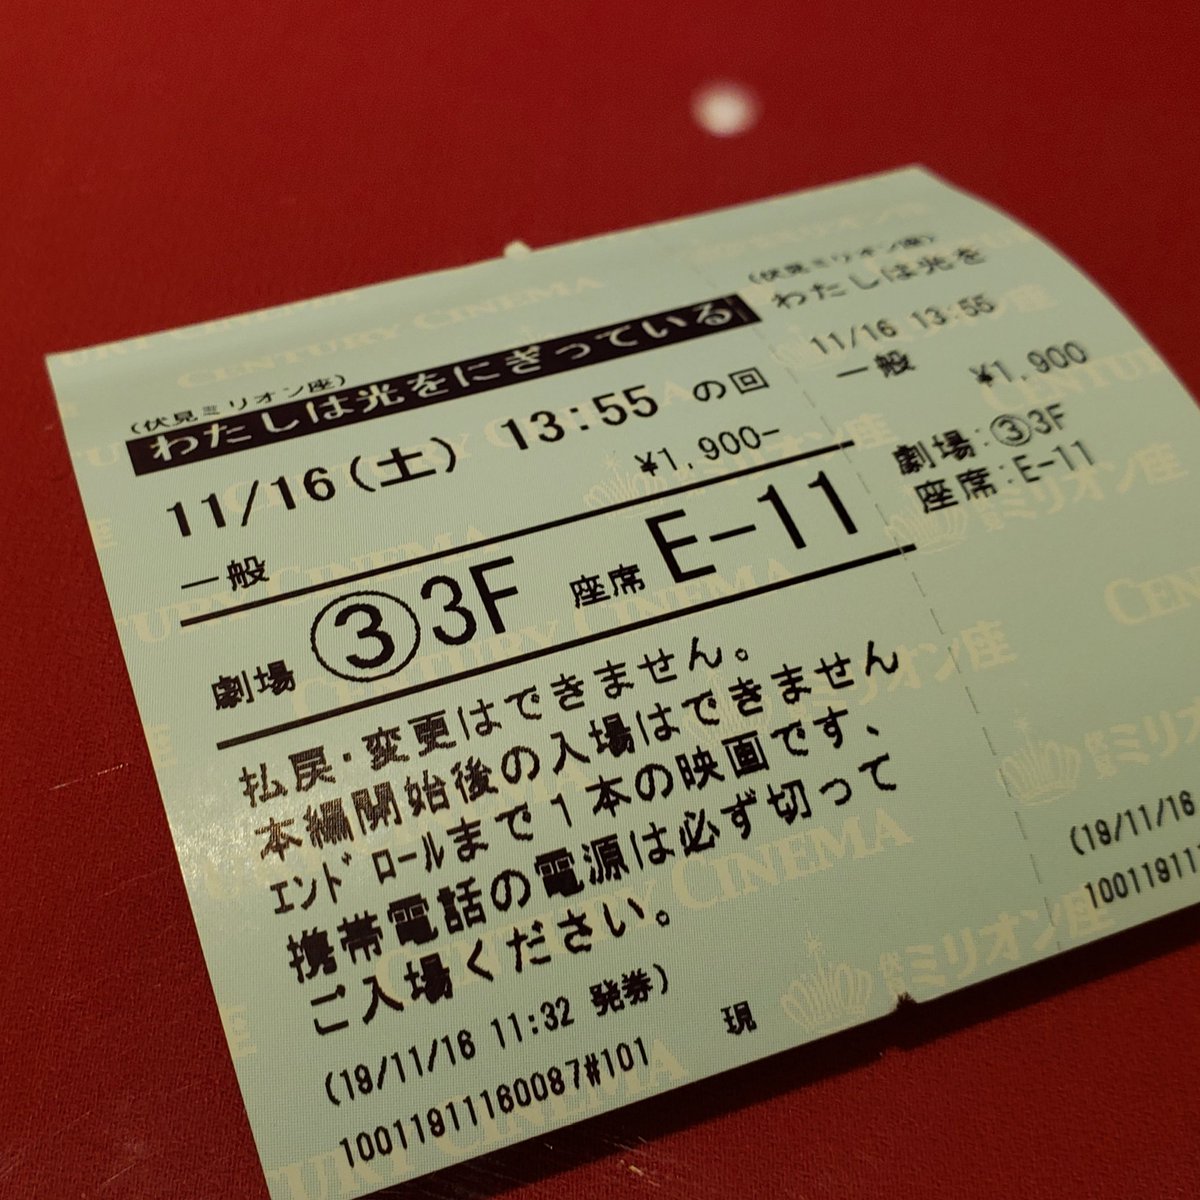 (伏見ミリオン座)
わたしは光をにぎっている
11/16(土) 13:55の回
一般 ¥1,900-
劇場 ③3F 座席 E-11
払戻・変更はできません。
本編開始後の入場はできません
エンドロールまで1本の映画です、
携帯電話の電源は必ず切って
ご入場ください。
(19/11/16 11:32 発券)
10011911160087#101 現
(伏見ミリオン座)
わたしは光を
11/16 13:55
一般 ¥1,900
劇場:③3F
座席:E-11
(19/11/16
CENTURY CINEMA
伏見ミリオン座